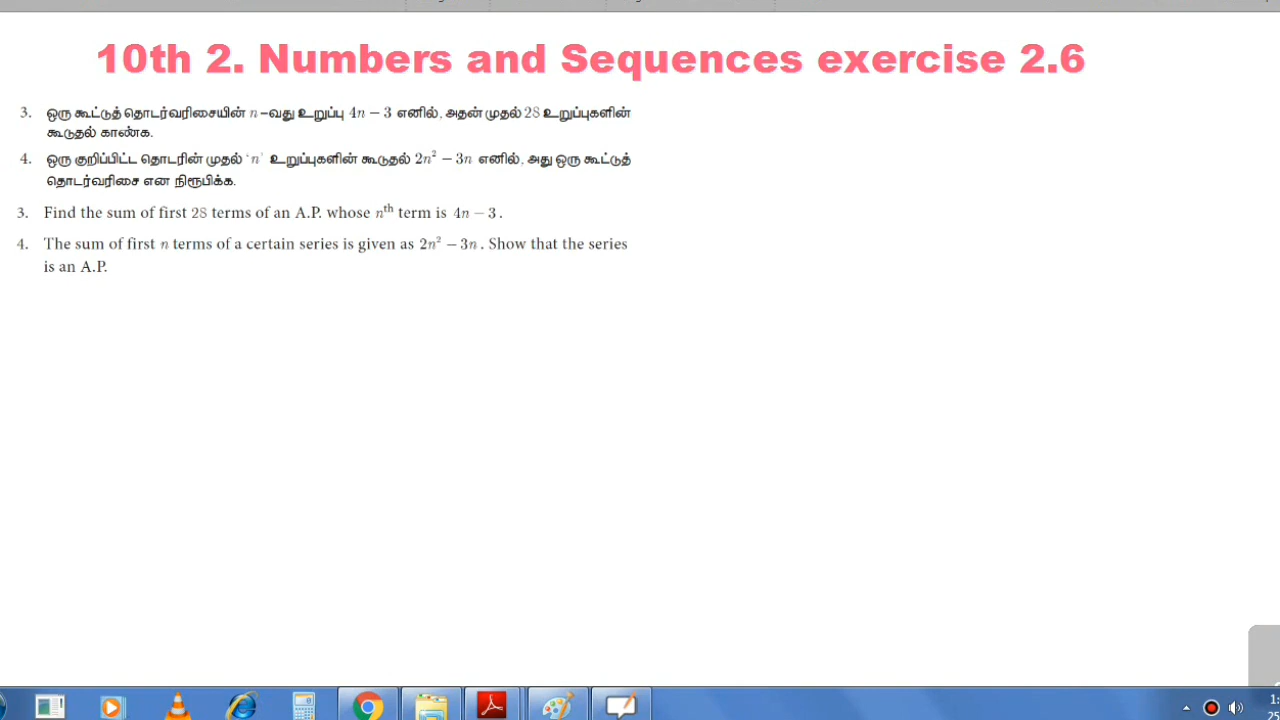 10th 2. Numbers and Sequences exercise 2.6
3. ஒரு கூட்டுத் தொடர்வரிசையின் n –வது உறுப்பு 4n – 3 எனில், அதன் முதல் 28 உறுப்புகளின்
கூடுதல் காண்க.
4. ஒரு குறிப்பிட்ட தொடரின் முதல் ‘n’ உறுப்புகளின் கூடுதல் 2n² – 3n எனில், அது ஒரு கூட்டுத்
தொடர்வரிசை என நிரூபிக்க.
3. Find the sum of first 28 terms of an A.P. whose nᵗʰ term is 4n – 3.
4. The sum of first n terms of a certain series is given as 2n² – 3n. Show that the series
is an A.P.